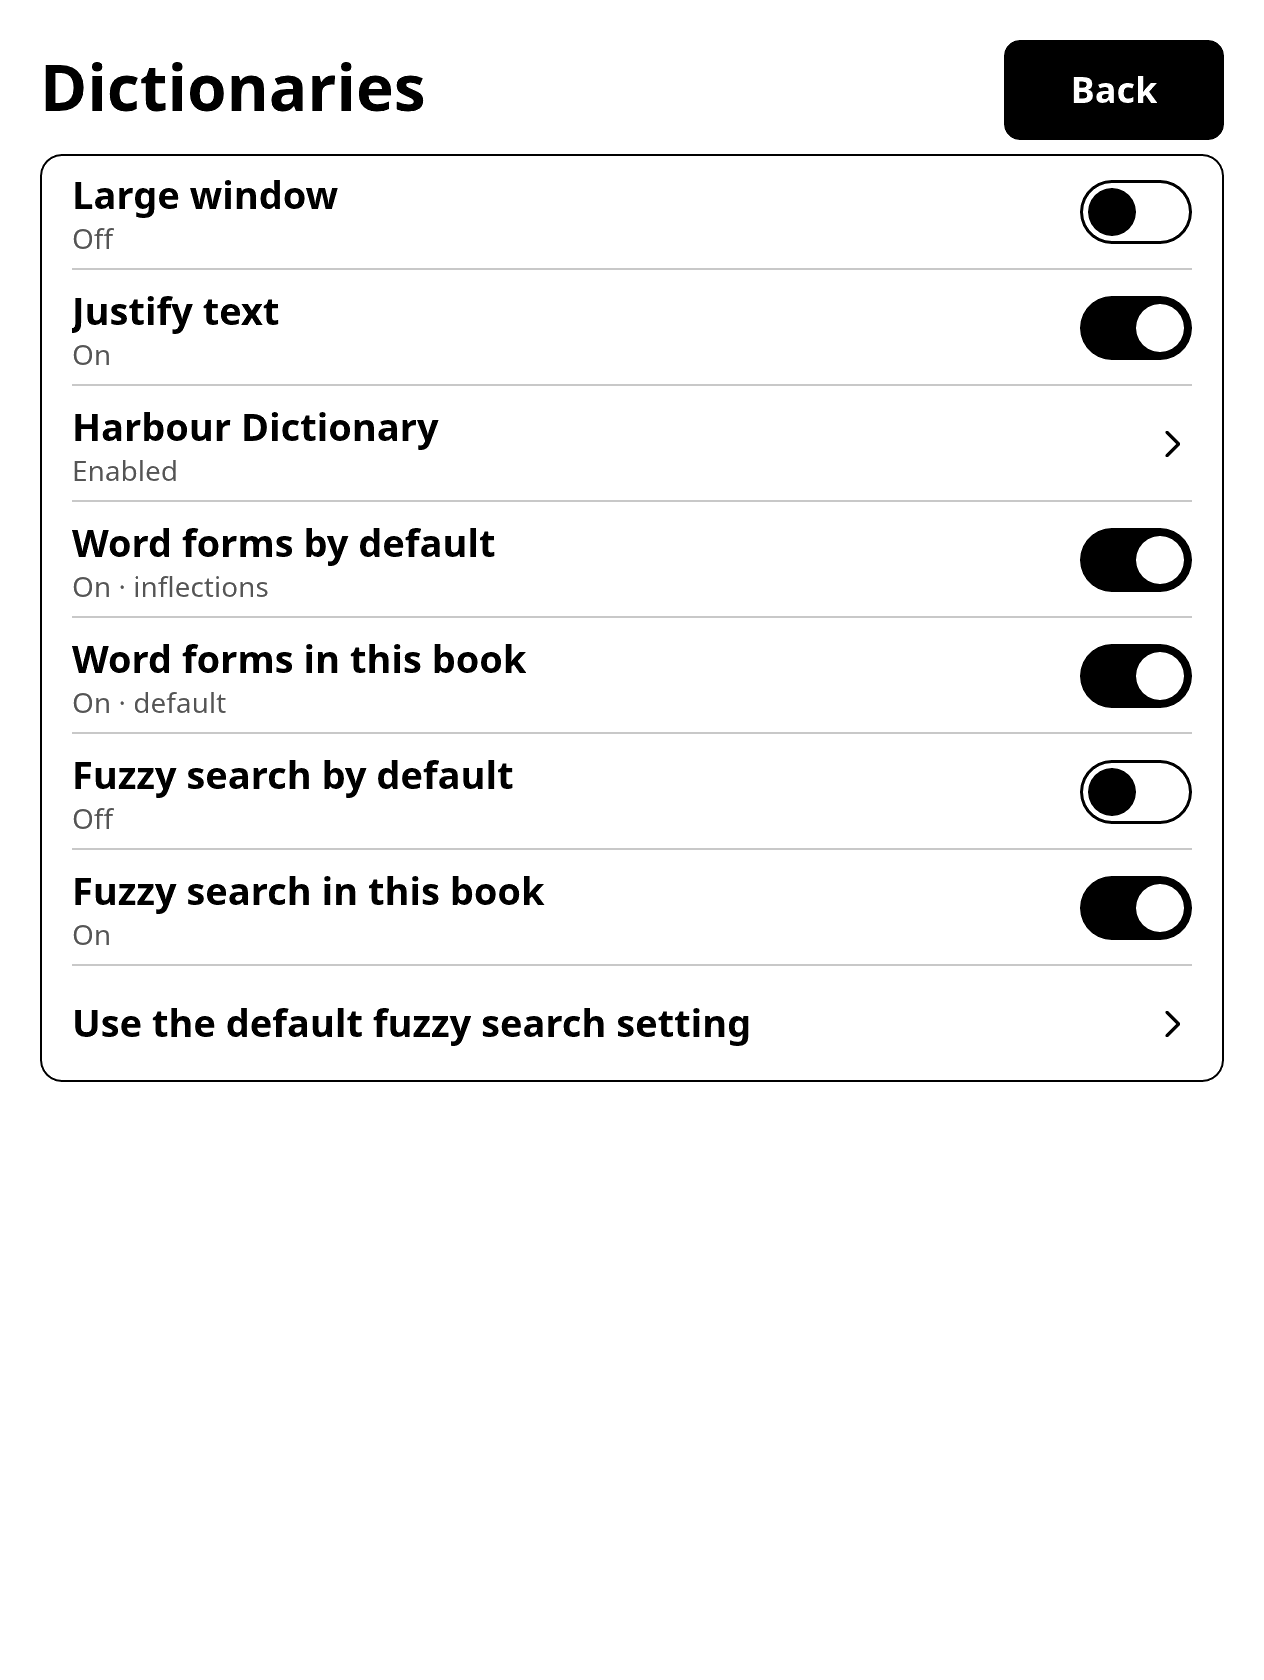 Dictionaries
Back
Large window
Off
Justify text
On
Harbour Dictionary
Enabled
Word forms by default
On · inflections
Word forms in this book
On · default
Fuzzy search by default
Off
Fuzzy search in this book
On
Use the default fuzzy search setting